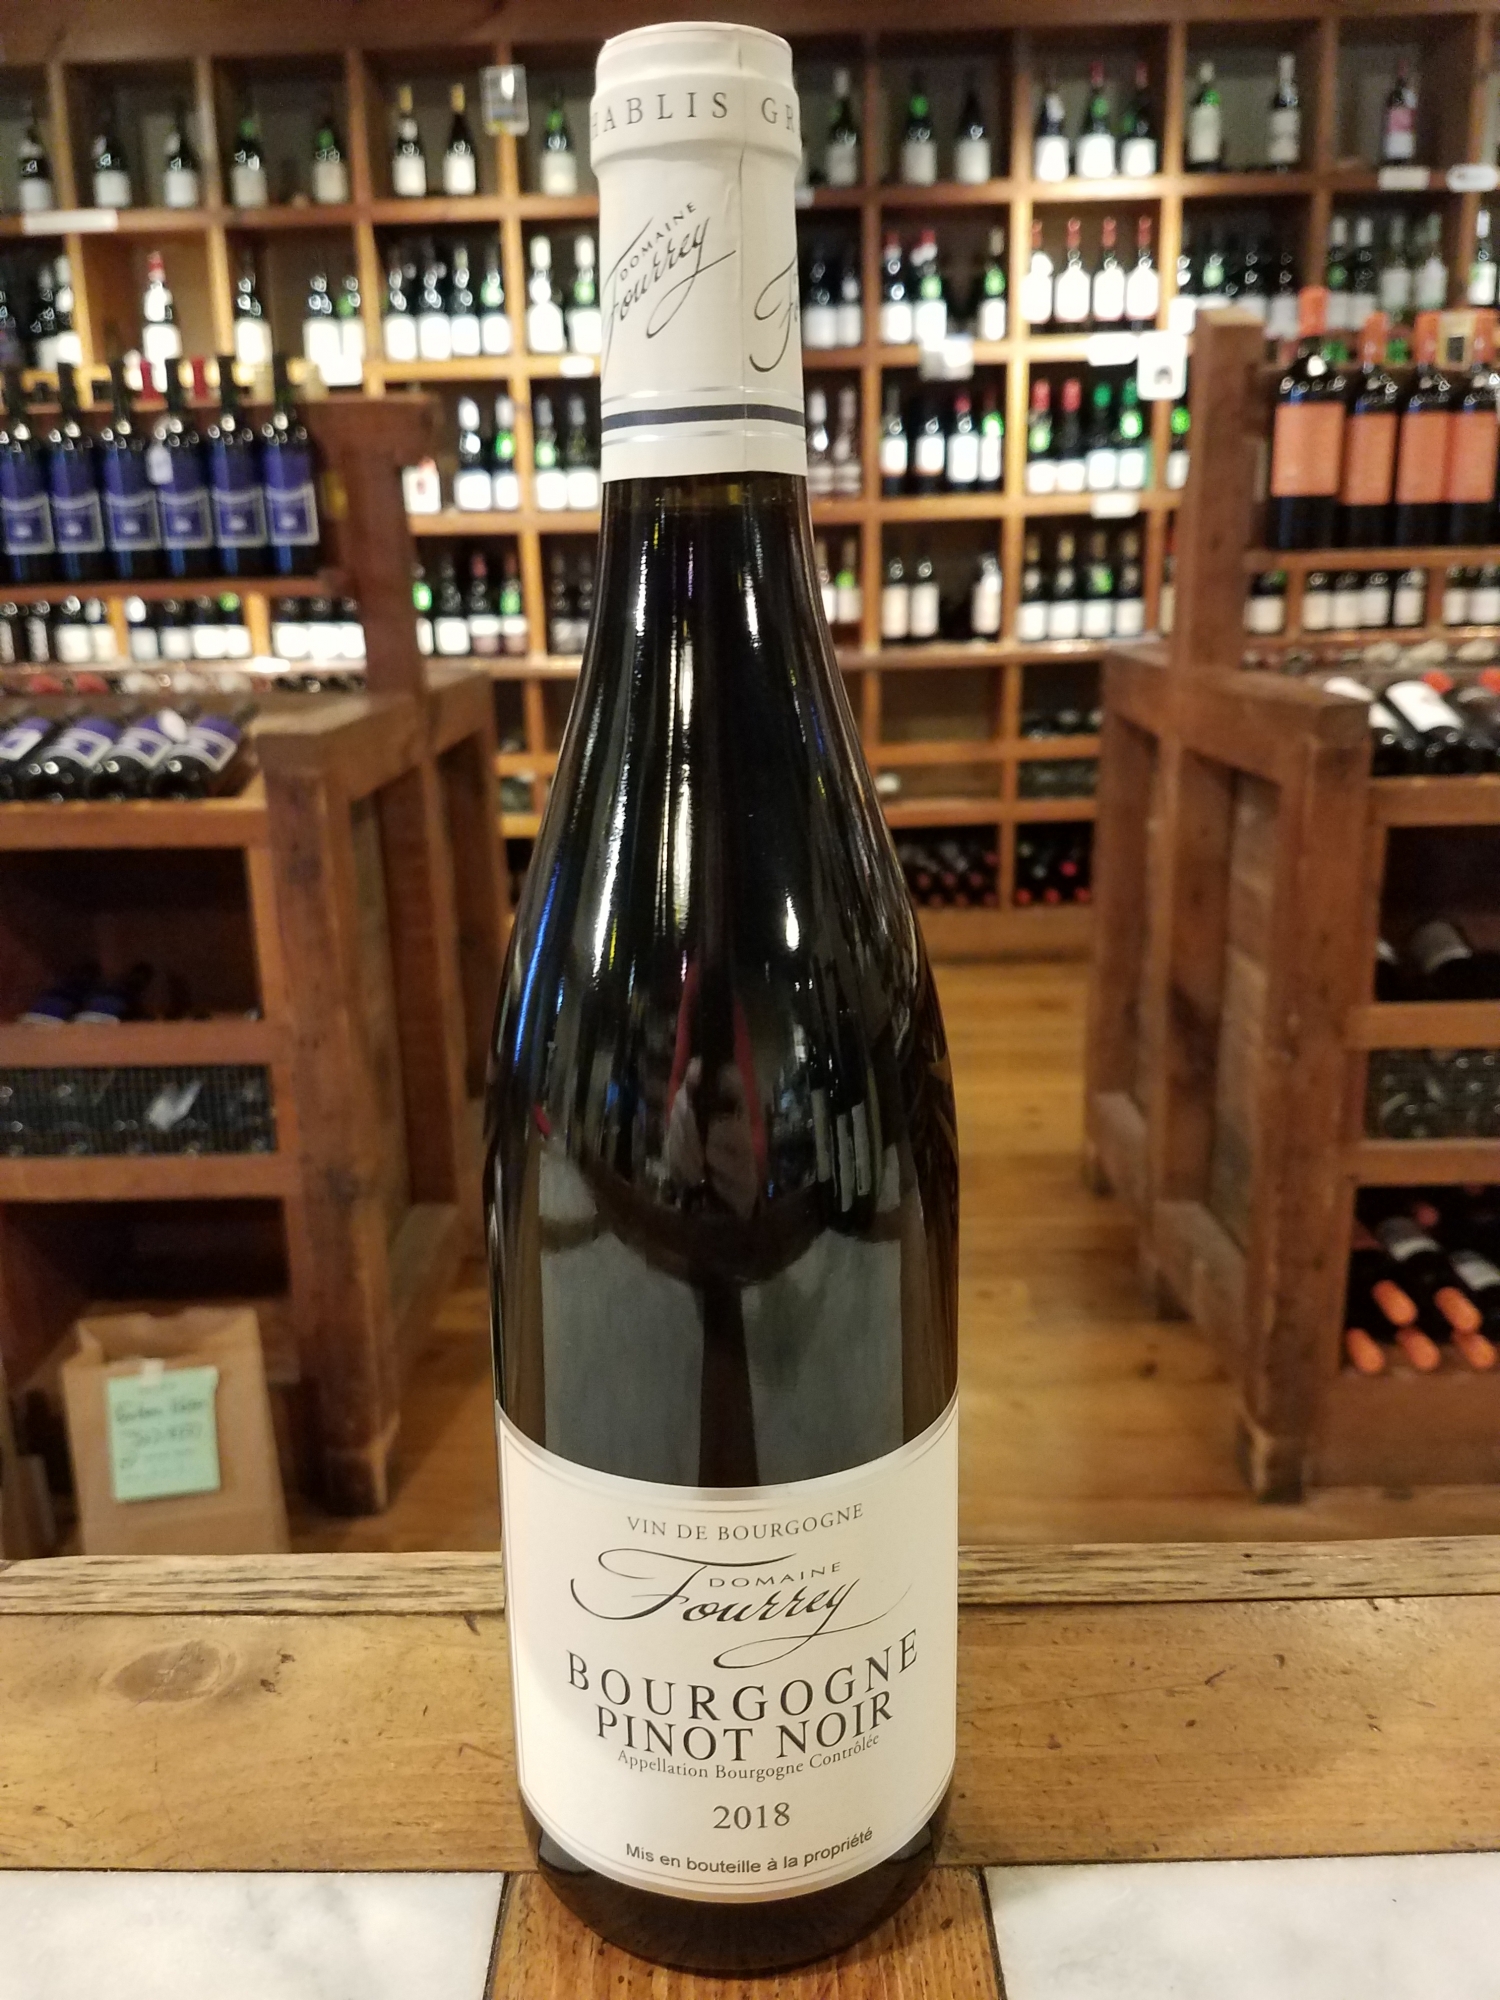 HABLIS GR
DOMAINE
Fourrey
VIN DE BOURGOGNE
DOMAINE
Fourrey
BOURGOGNE
PINOT NOIR
Appellation Bourgogne Contrôlée
2018
Mis en bouteille à la propriété